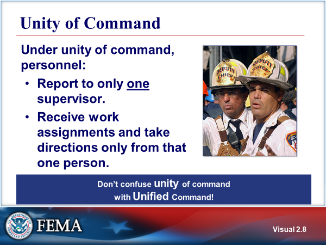 Unity of Command
Under unity of command,
personnel:
• Report to only one
supervisor.
• Receive work
assignments and take
directions only from that
one person.
Don't confuse unity of command
with Unified Command!
FEMA
Visual 2.8